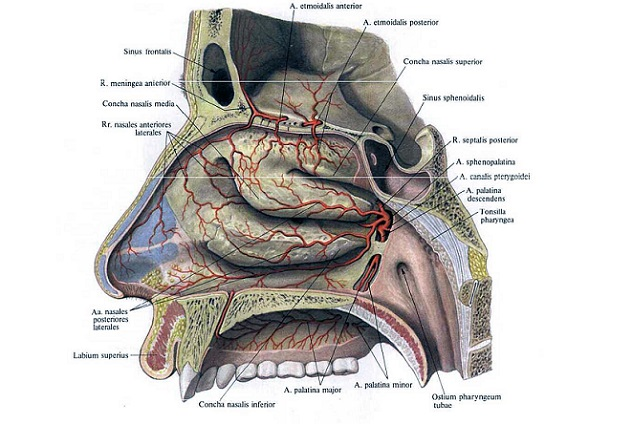 A. etmoidalis anterior
A. etmoidalis posterior
Sinus frontalis
Concha nasalis superior
R. meningea anterior
Sinus sphenoidalis
Concha nasalis media
Rr. nasales anteriores
laterales
R. septalis posterior
A. sphenopalatina
A. canalis pterygoidei
A. palatina
descendens
Tonsilla
pharyngea
Aa. nasales
posteriores
laterales
Labium superius
A. palatina major
A. palatina minor
Concha nasalis inferior
Ostium pharyngeum
tubae